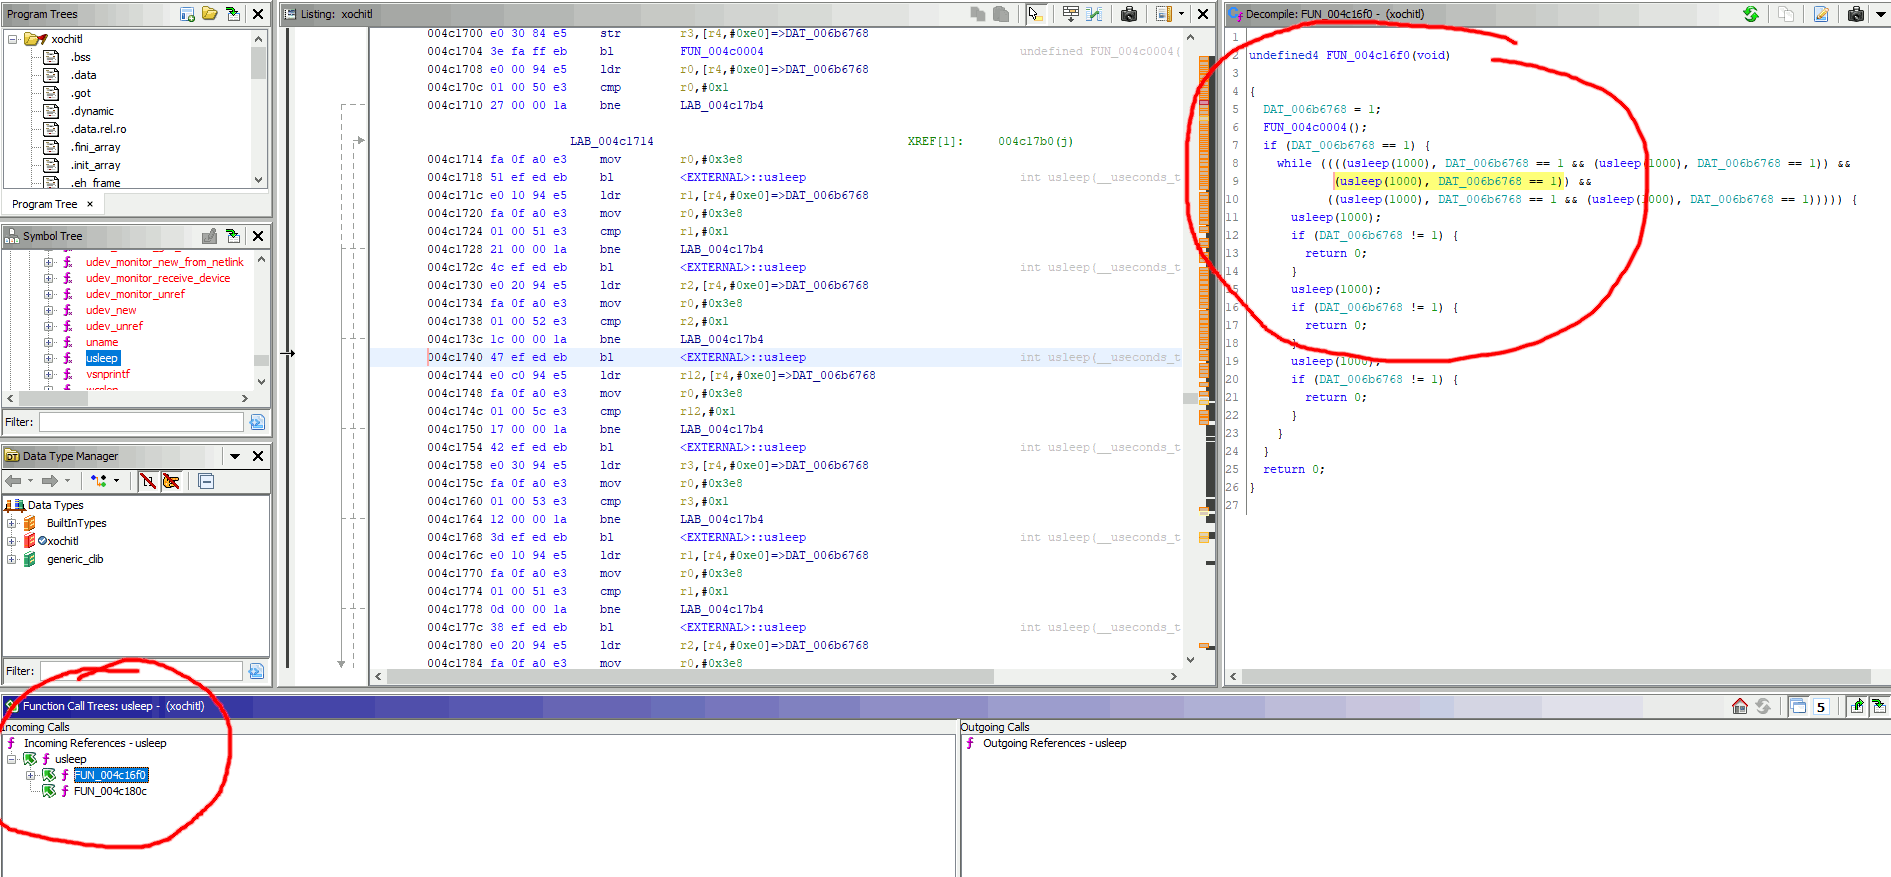 Program Trees
xochitl
.bss
.data
.got
.dynamic
.data.rel.ro
.fini_array
.init_array
.eh_frame
Program Tree ×
Symbol Tree
udev_monitor_new_from_netlink
udev_monitor_receive_device
udev_monitor_unref
udev_new
udev_unref
uname
usleep
vsnprintf
Filter:
Data Type Manager
Data Types
BuiltInTypes
xochitl
generic_clib
Filter:
Listing: xochitl
004c1700 e0 30 84 e5 str r3,[r4,#0xe0]=>DAT_006b6768
004c1704 3e fa ff eb bl FUN_004c0004 undefined FUN_004c0004(
004c1708 e0 00 94 e5 ldr r0,[r4,#0xe0]=>DAT_006b6768
004c170c 01 00 50 e3 cmp r0,#0x1
004c1710 27 00 00 1a bne LAB_004c17b4
LAB_004c1714 XREF[1]: 004c17b0(j)
004c1714 fa 0f a0 e3 mov r0,#0x3e8
004c1718 51 ef ed eb bl <EXTERNAL>::usleep int usleep(__useconds_t
004c171c e0 10 94 e5 ldr r1,[r4,#0xe0]=>DAT_006b6768
004c1720 fa 0f a0 e3 mov r0,#0x3e8
004c1724 01 00 51 e3 cmp r1,#0x1
004c1728 21 00 00 1a bne LAB_004c17b4
004c172c 4c ef ed eb bl <EXTERNAL>::usleep int usleep(__useconds_t
004c1730 e0 20 94 e5 ldr r2,[r4,#0xe0]=>DAT_006b6768
004c1734 fa 0f a0 e3 mov r0,#0x3e8
004c1738 01 00 52 e3 cmp r2,#0x1
004c173c 1c 00 00 1a bne LAB_004c17b4
004c1740 47 ef ed eb bl <EXTERNAL>::usleep int usleep(__useconds_t
004c1744 e0 c0 94 e5 ldr r12,[r4,#0xe0]=>DAT_006b6768
004c1748 fa 0f a0 e3 mov r0,#0x3e8
004c174c 01 00 5c e3 cmp r12,#0x1
004c1750 17 00 00 1a bne LAB_004c17b4
004c1754 42 ef ed eb bl <EXTERNAL>::usleep int usleep(__useconds_t
004c1758 e0 30 94 e5 ldr r3,[r4,#0xe0]=>DAT_006b6768
004c175c fa 0f a0 e3 mov r0,#0x3e8
004c1760 01 00 53 e3 cmp r3,#0x1
004c1764 12 00 00 1a bne LAB_004c17b4
004c1768 3d ef ed eb bl <EXTERNAL>::usleep int usleep(__useconds_t
004c176c e0 10 94 e5 ldr r1,[r4,#0xe0]=>DAT_006b6768
004c1770 fa 0f a0 e3 mov r0,#0x3e8
004c1774 01 00 51 e3 cmp r1,#0x1
004c1778 0d 00 00 1a bne LAB_004c17b4
004c177c 38 ef ed eb bl <EXTERNAL>::usleep int usleep(__useconds_t
004c1780 e0 20 94 e5 ldr r2,[r4,#0xe0]=>DAT_006b6768
004c1784 fa 0f a0 e3 mov r0,#0x3e8
Decompile: FUN_004c16f0 - (xochitl)
1
2 undefined4 FUN_004c16f0(void)
3
4 {
5 DAT_006b6768 = 1;
6 FUN_004c0004();
7 if (DAT_006b6768 == 1) {
8 while ((((usleep(1000), DAT_006b6768 == 1 && (usleep(1000), DAT_006b6768 == 1)) &&
9 (usleep(1000), DAT_006b6768 == 1)) &&
10 ((usleep(1000), DAT_006b6768 == 1 && (usleep(1000), DAT_006b6768 == 1))))) {
11 usleep(1000);
12 if (DAT_006b6768 != 1) {
13 return 0;
14 }
15 usleep(1000);
16 if (DAT_006b6768 != 1) {
17 return 0;
18 }
19 usleep(1000);
20 if (DAT_006b6768 != 1) {
21 return 0;
22 }
23 }
24 }
25 return 0;
26 }
27
Function Call Trees: usleep - (xochitl)
5
Incoming Calls
Incoming References - usleep
usleep
FUN_004c16f0
FUN_004c180c
Outgoing Calls
Outgoing References - usleep